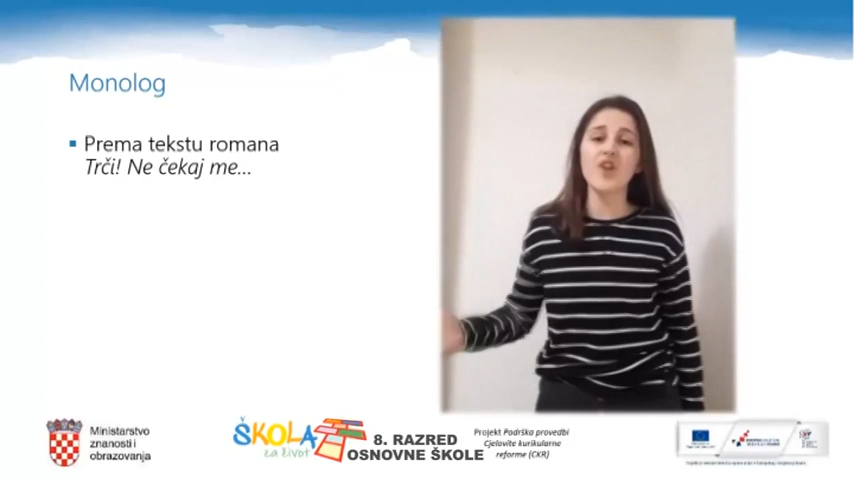 Monolog
Prema tekstu romana
Trči! Ne čekaj me...
Ministarstvo
znanosti i
obrazovanja
ŠKOLA
za život
8. RAZRED
OSNOVNE ŠKOLE
Projekt Podrška provedbi
Cjelovite kurikularne
reforme (CKR)